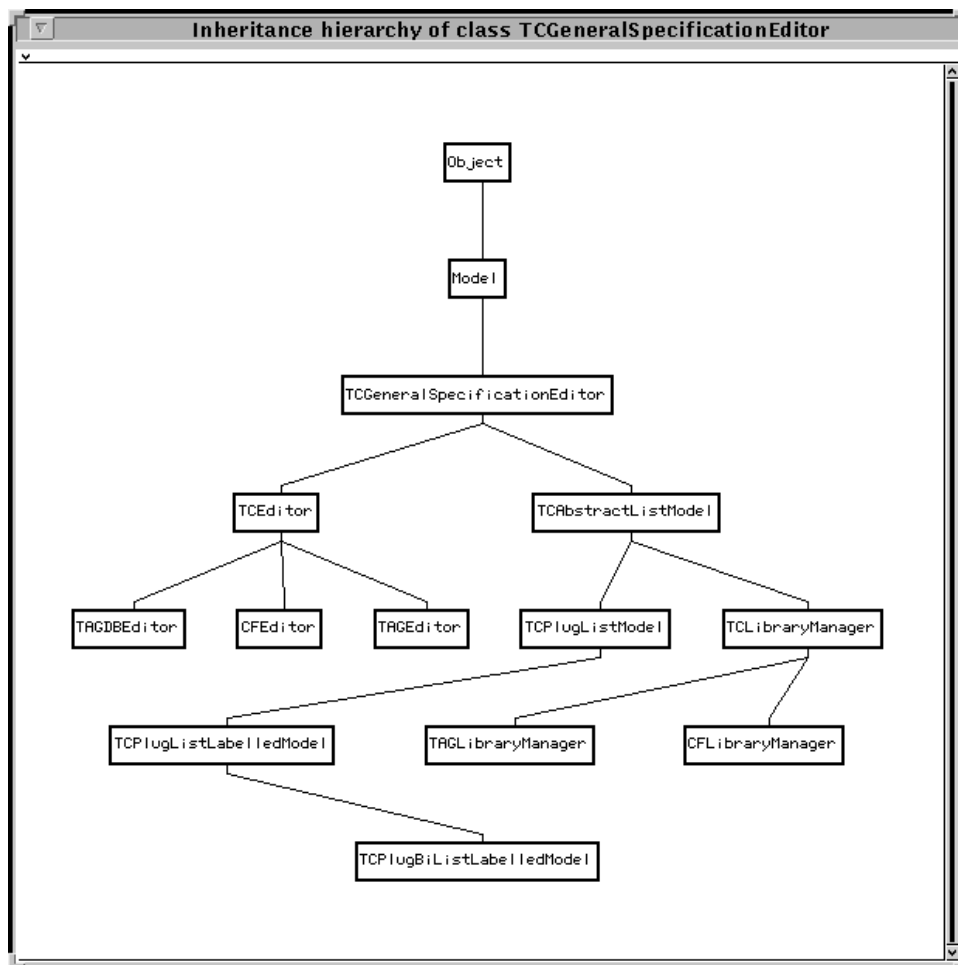 Inheritance hierarchy of class TCGeneralSpecificationEditor
Object
Model
TCGeneralSpecificationEditor
TCEditor
TCAbstractListModel
TAGDBEditor
CFEditor
TAGEditor
TCPlugListModel
TCLibraryManager
TCPlugListLabelledModel
TAGLibraryManager
CFLibraryManager
TCPlugBiListLabelledModel